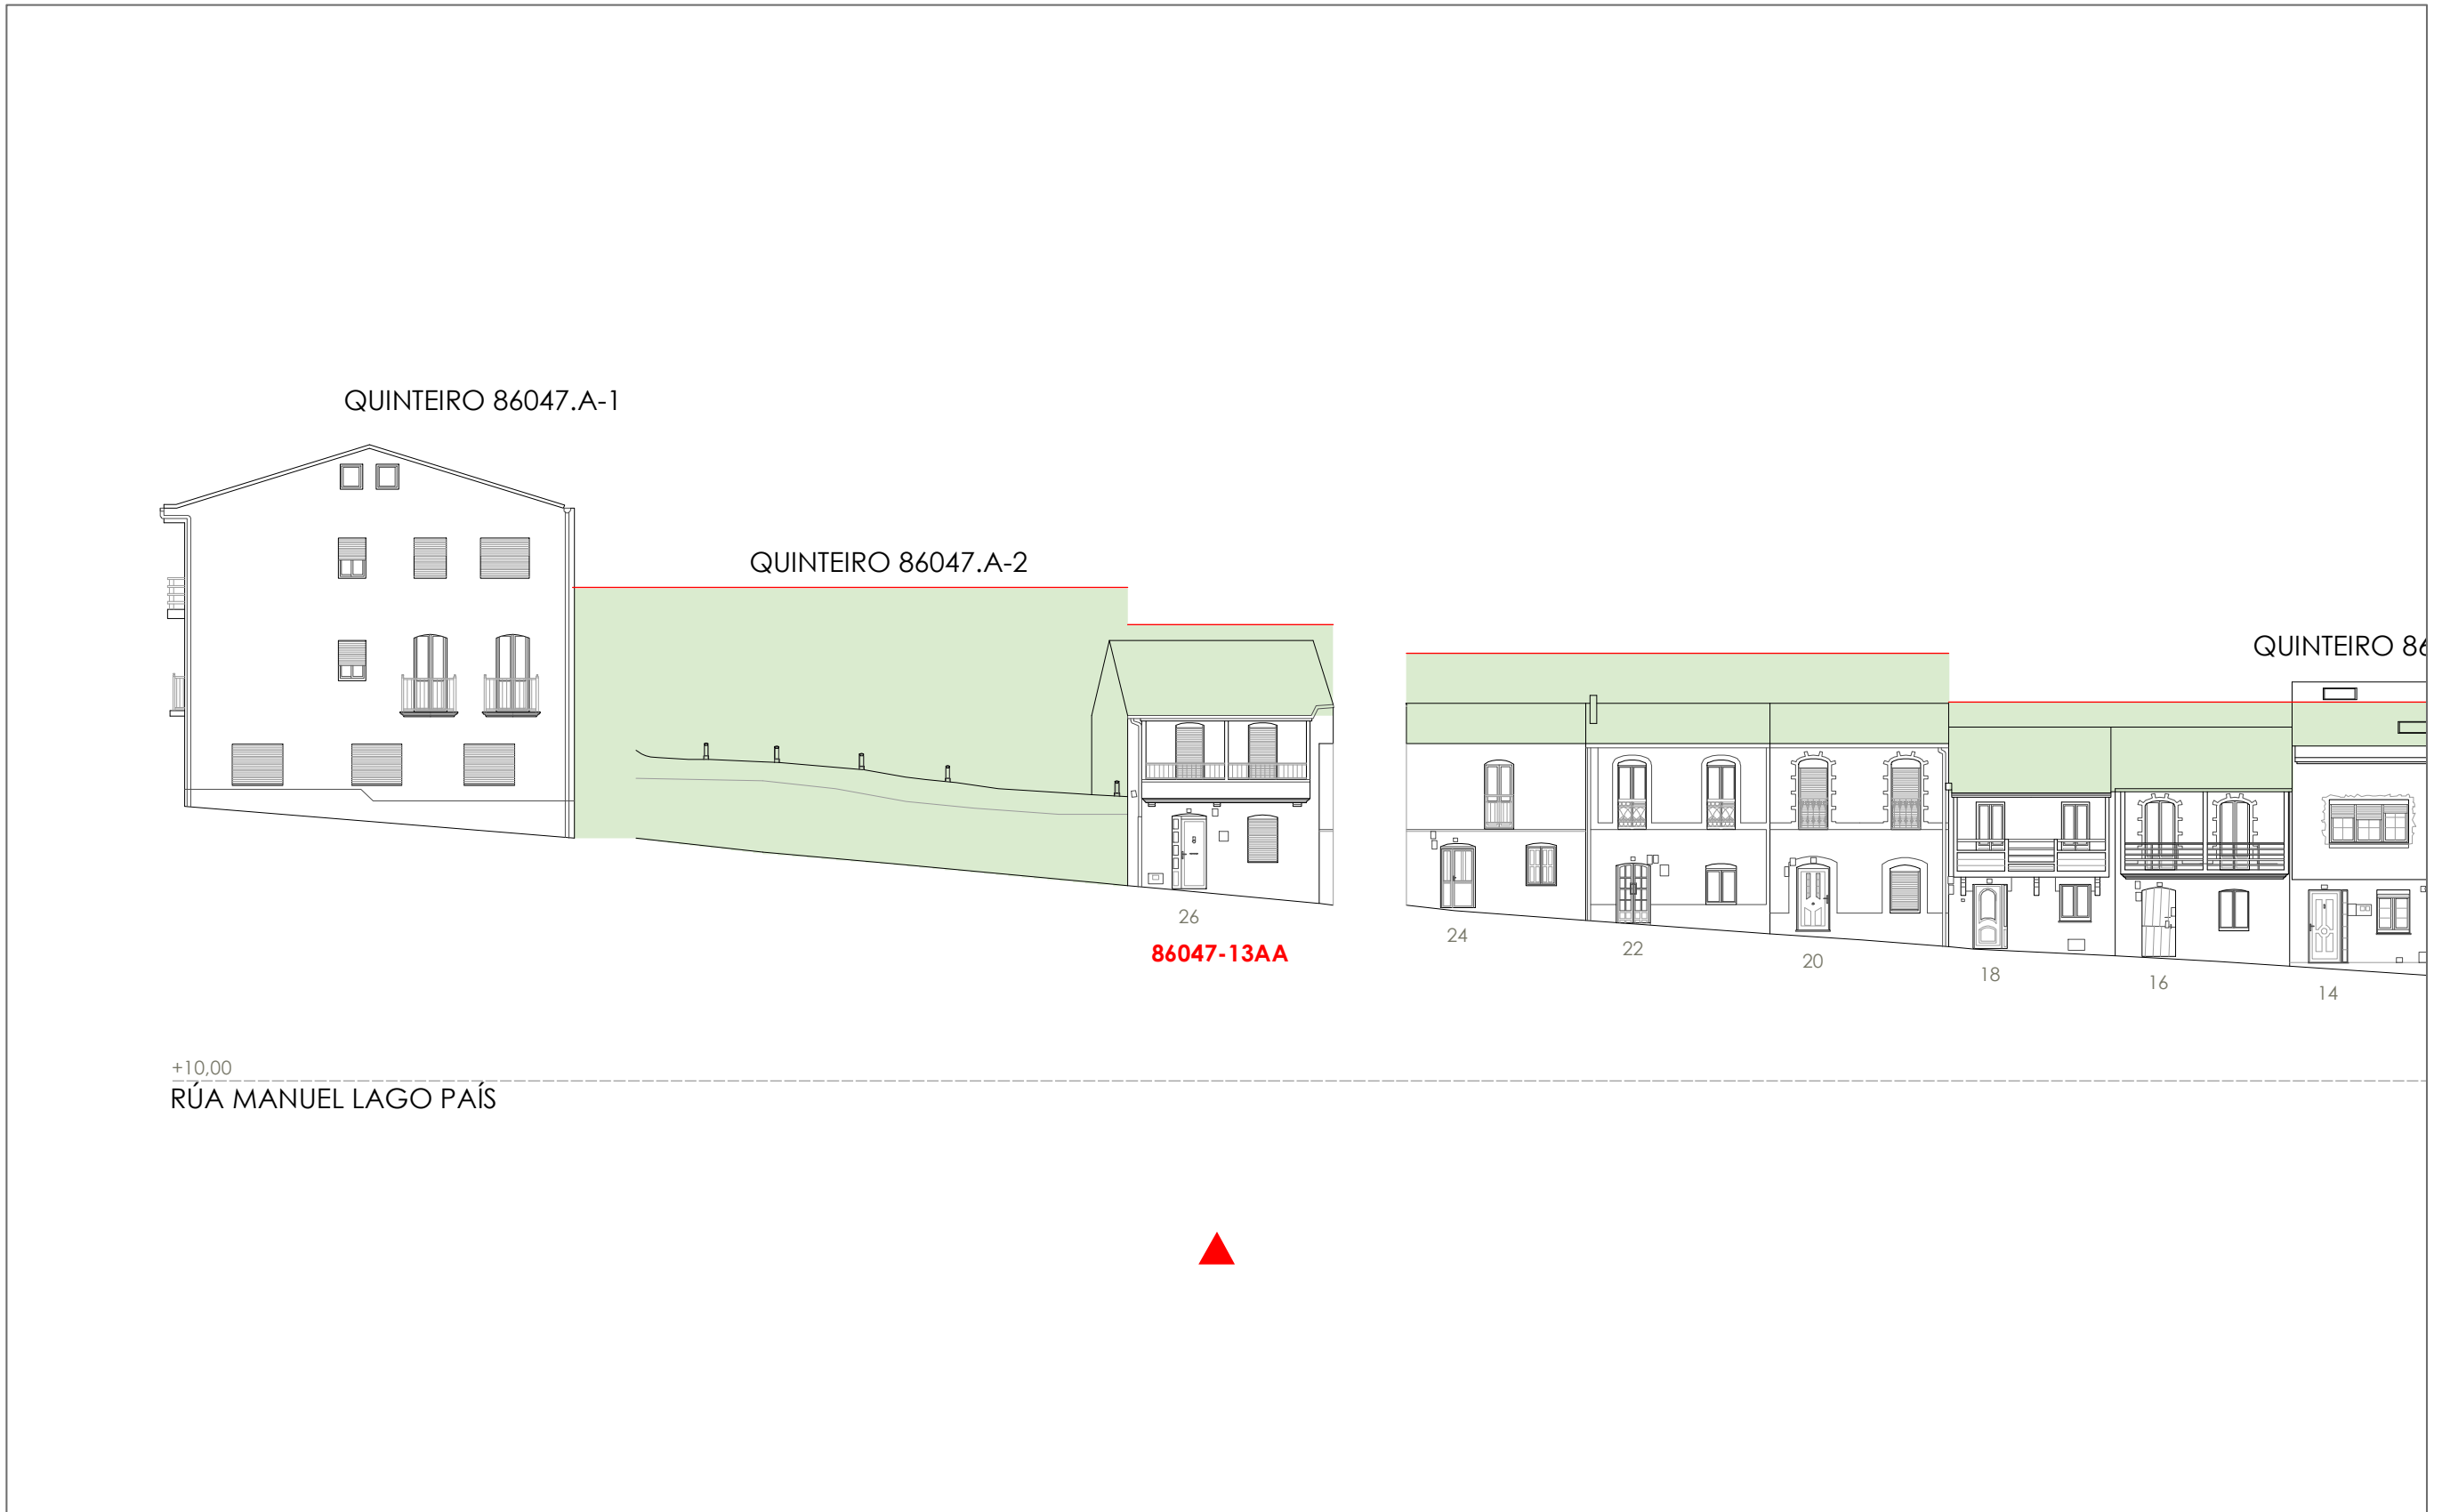 QUINTEIRO 86047.A-1
QUINTEIRO 86047.A-2
QUINTEIRO 86
26
86047-13AA
24
22
20
18
16
14
+10,00
RÚA MANUEL LAGO PAÍS